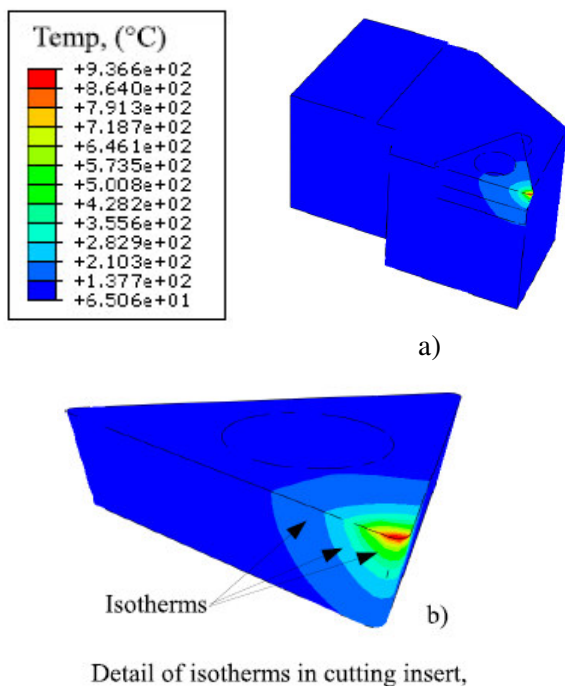 Temp, (°C)
+9.366e+02
+8.640e+02
+7.913e+02
+7.187e+02
+6.461e+02
+5.735e+02
+5.008e+02
+4.282e+02
+3.556e+02
+2.829e+02
+2.103e+02
+1.377e+02
+6.506e+01
a)
Isotherms
b)
Detail of isotherms in cutting insert,